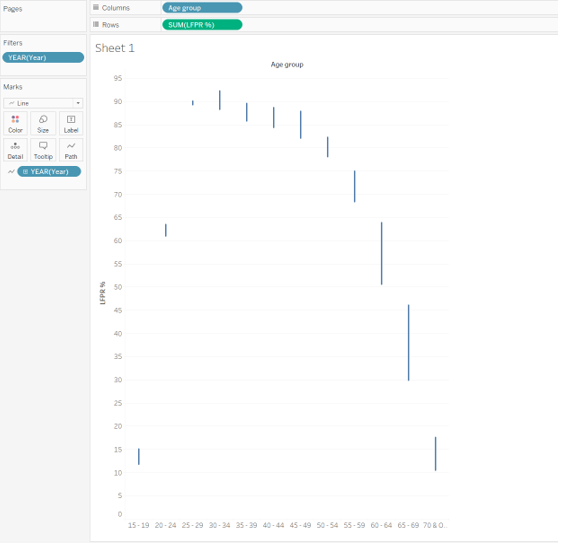 Pages
Columns
Age group
Rows
SUM(LFPR %)
Filters
YEAR(Year)
Marks
Line
Color
Size
Label
Detail
Tooltip
Path
YEAR(Year)
Sheet 1
Age group
95
90
85
80
75
70
65
60
55
50
45
40
35
30
25
20
15
10
5
0
LFPR %
15 - 19 20 - 24 25 - 29 30 - 34 35 - 39 40 - 44 45 - 49 50 - 54 55 - 59 60 - 64 65 - 69 70 & O..